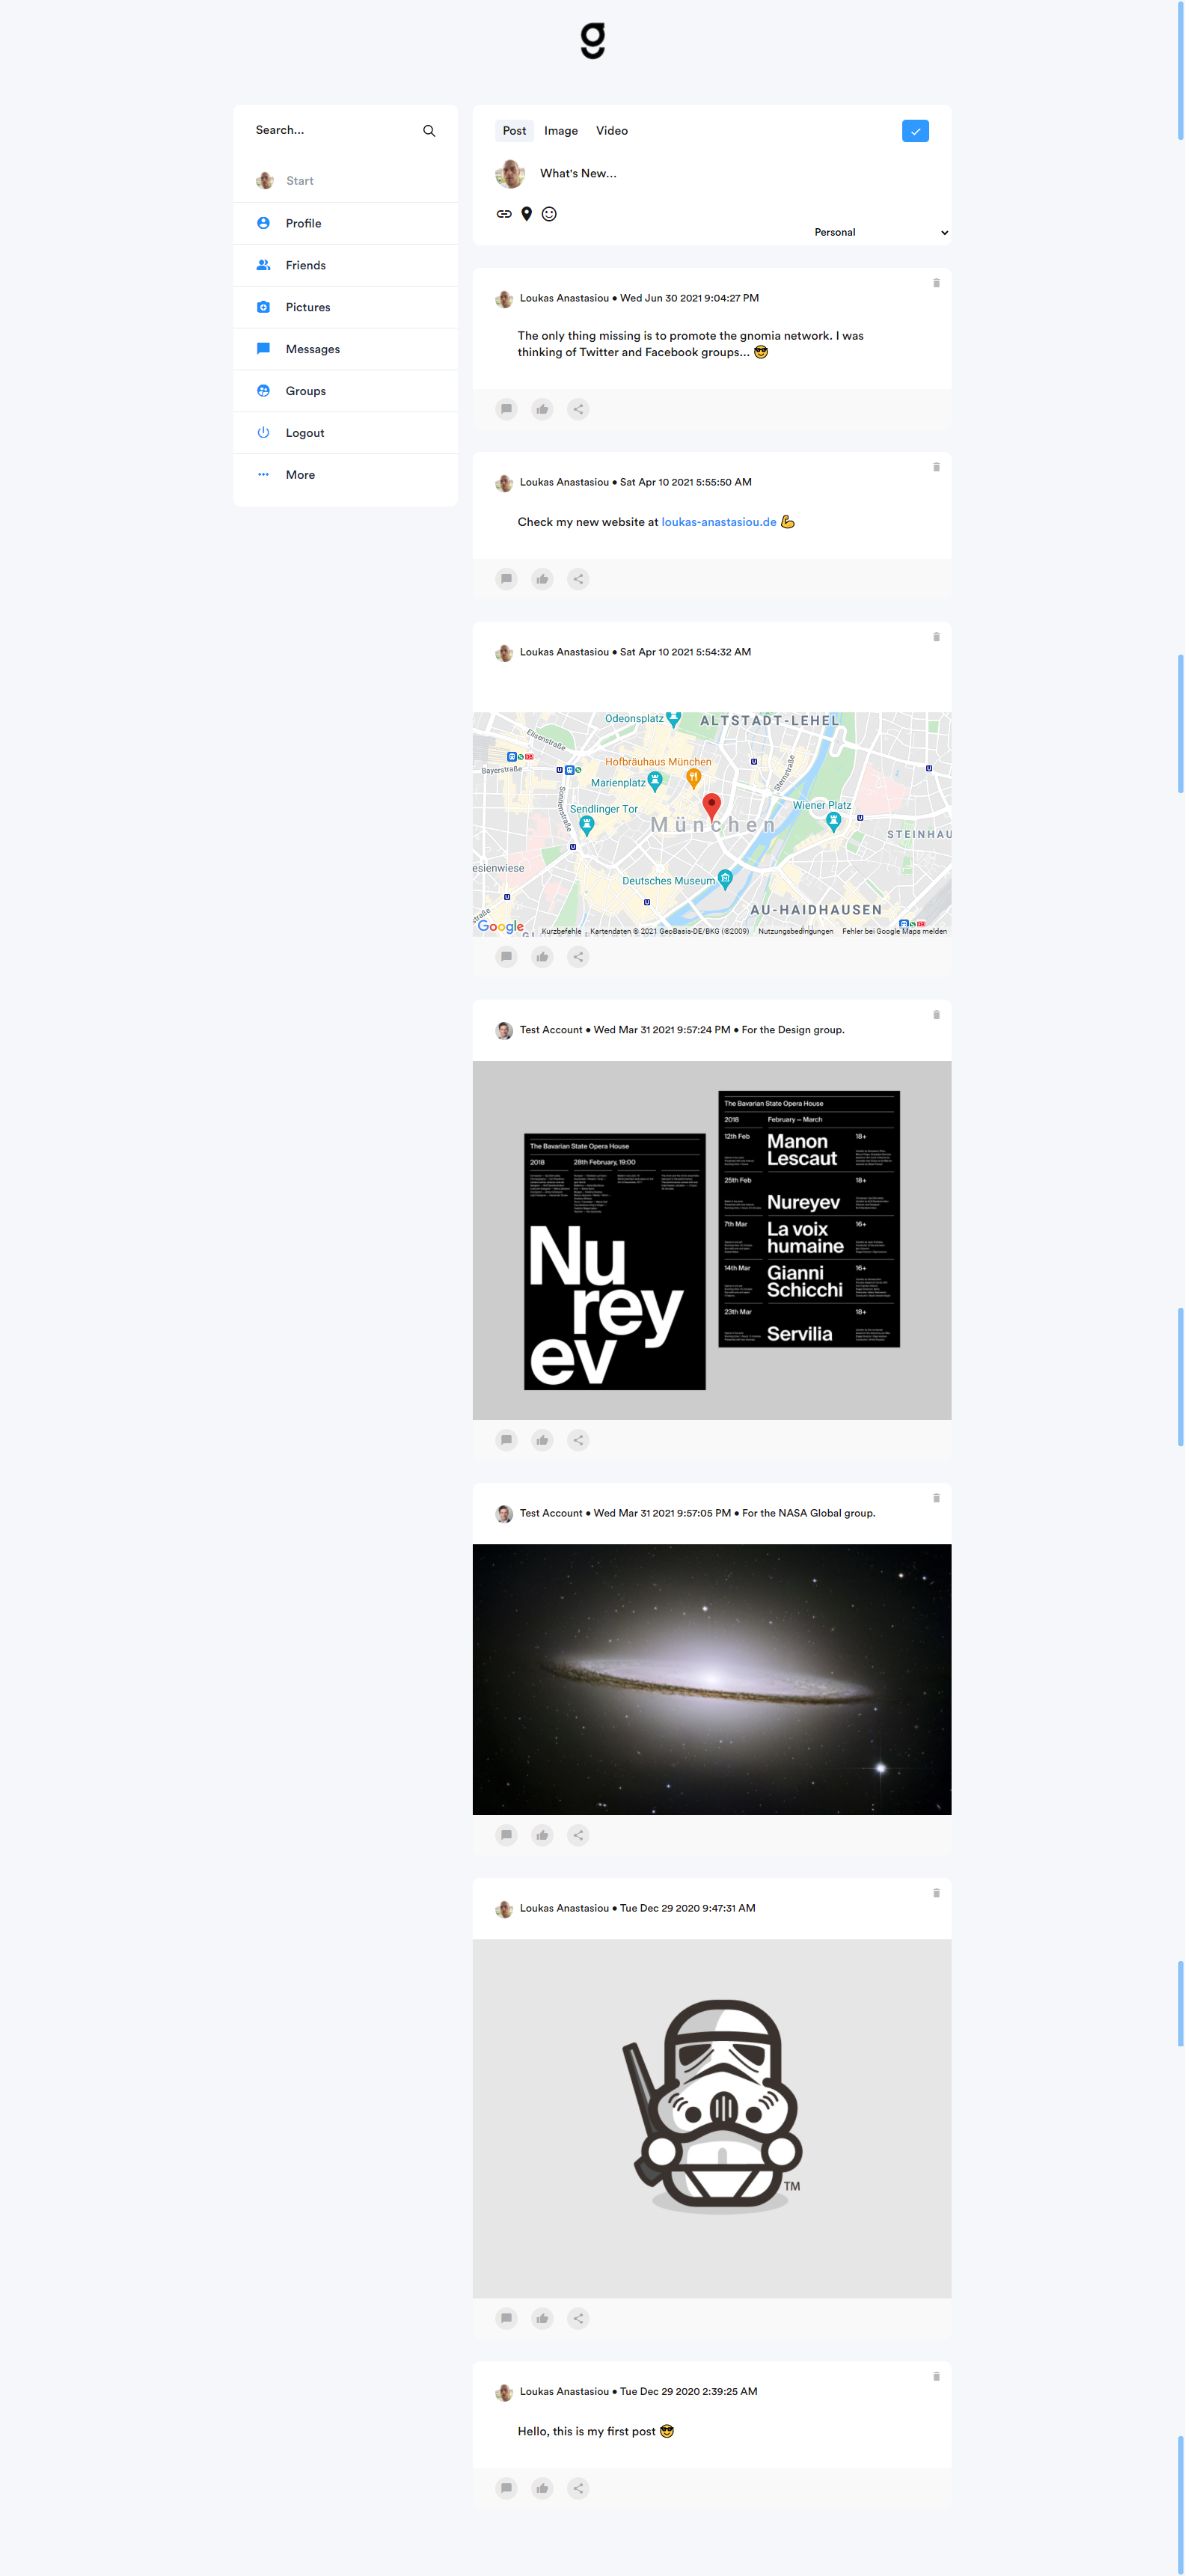 g
Search...
Start
Profile
Friends
Pictures
Messages
Groups
Logout
More
Post Image Video
What's New...
Personal
Loukas Anastasiou • Wed Jun 30 2021 9:04:27 PM
The only thing missing is to promote the gnomia network. I was
thinking of Twitter and Facebook groups... 😎
Loukas Anastasiou • Sat Apr 10 2021 5:55:50 AM
Check my new website at loukas-anastasiou.de 💪
Loukas Anastasiou • Sat Apr 10 2021 5:54:32 AM
Odeonsplatz
ALTSTADT-LEHEL
Elisenstraße
Hofbräuhaus München
Bayerstraße
Marienplatz
Sternstraße
Sonnenstraße
Sendlinger Tor
Wiener Platz
München
STEINHAU
esienwiese
Deutsches Museum
AU-HAIDHAUSEN
straße
Google
Kurzbefehle Kartendaten © 2021 GeoBasis-DE/BKG (©2009) Nutzungsbedingungen Fehler bei Google Maps melden
Test Account • Wed Mar 31 2021 9:57:24 PM • For the Design group.
The Bavarian State Opera House
2018 28th February, 19:00
Nu
rey
ev
The Bavarian State Opera House
2018 February – March
12th Feb Manon Lescaut 18+
25th Feb Nureyev 18+
7th Mar La voix humaine 16+
14th Mar Gianni Schicchi 16+
23th Mar Servilia 18+
Test Account • Wed Mar 31 2021 9:57:05 PM • For the NASA Global group.
Loukas Anastasiou • Tue Dec 29 2020 9:47:31 AM
TM
Loukas Anastasiou • Tue Dec 29 2020 2:39:25 AM
Hello, this is my first post 😎